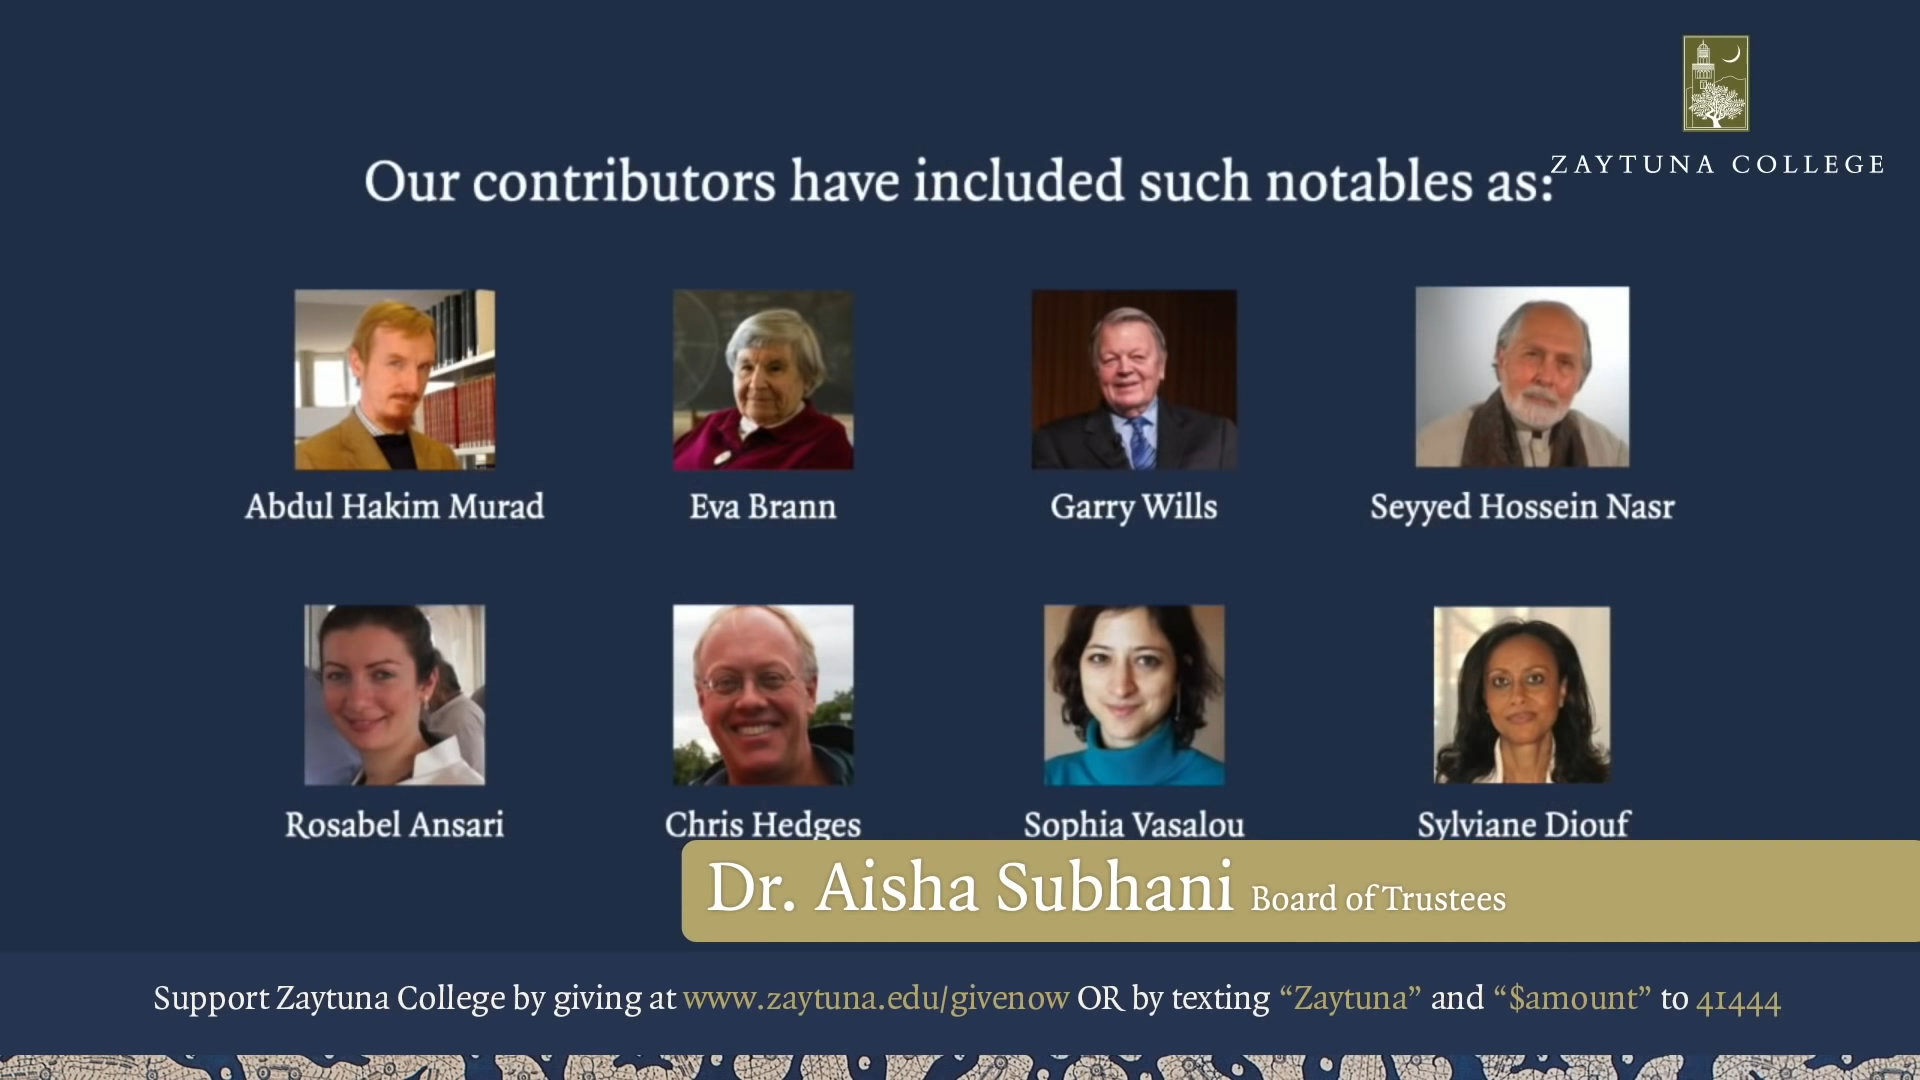 ZAYTUNA COLLEGE
Our contributors have included such notables as:
Abdul Hakim Murad
Eva Brann
Garry Wills
Seyyed Hossein Nasr
Rosabel Ansari
Chris Hedges
Sophia Vasalou
Sylviane Diouf
Dr. Aisha Subhani Board of Trustees
Support Zaytuna College by giving at www.zaytuna.edu/givenow OR by texting “Zaytuna” and “$amount” to 41444